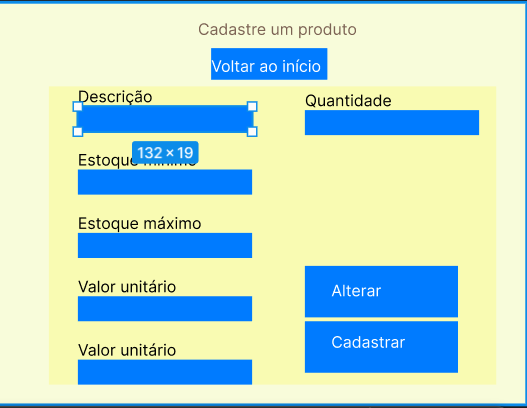 Cadastre um produto
Voltar ao início
Descrição
Quantidade
132 × 19
Estoque mínimo
Estoque máximo
Valor unitário
Alterar
Cadastrar
Valor unitário